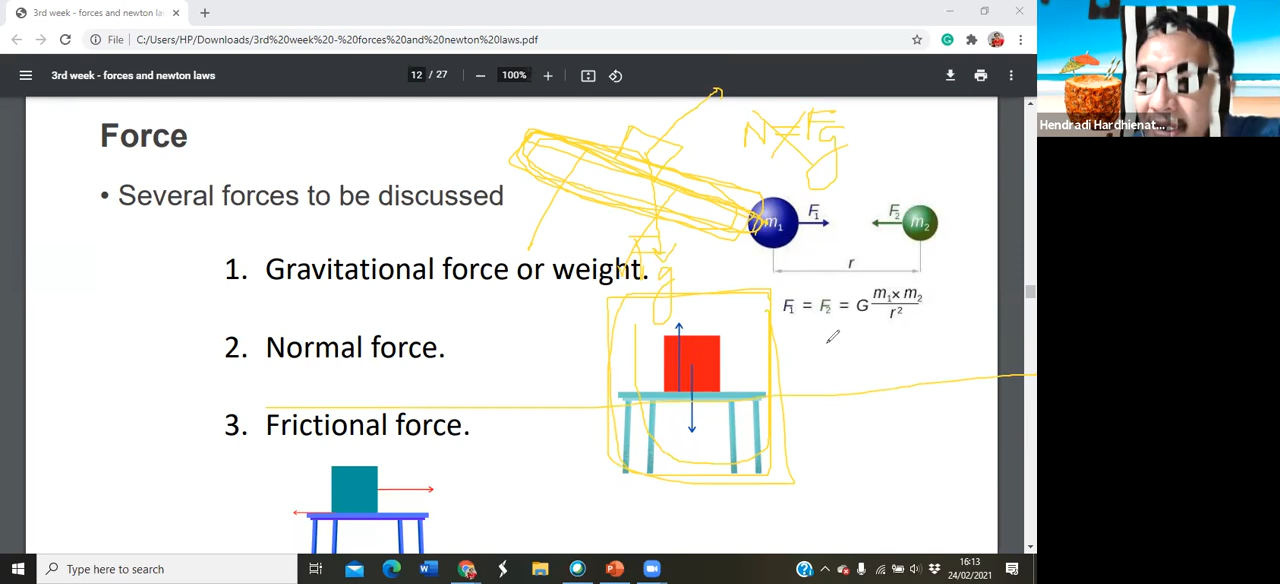 3rd week - forces and newton la
File C:/Users/HP/Downloads/3rd%20week%20-%20forces%20and%20newton%20laws.pdf
3rd week - forces and newton laws
12 / 27
100%
Hendradi Hardhienat...
Force
N = Fg
• Several forces to be discussed
F₁
F₂
m₁
m₂
r
Fg
1. Gravitational force or weight.
F₁ = F₂ = G m₁ x m₂ / r²
2. Normal force.
3. Frictional force.
Type here to search
16:13
24/02/2021